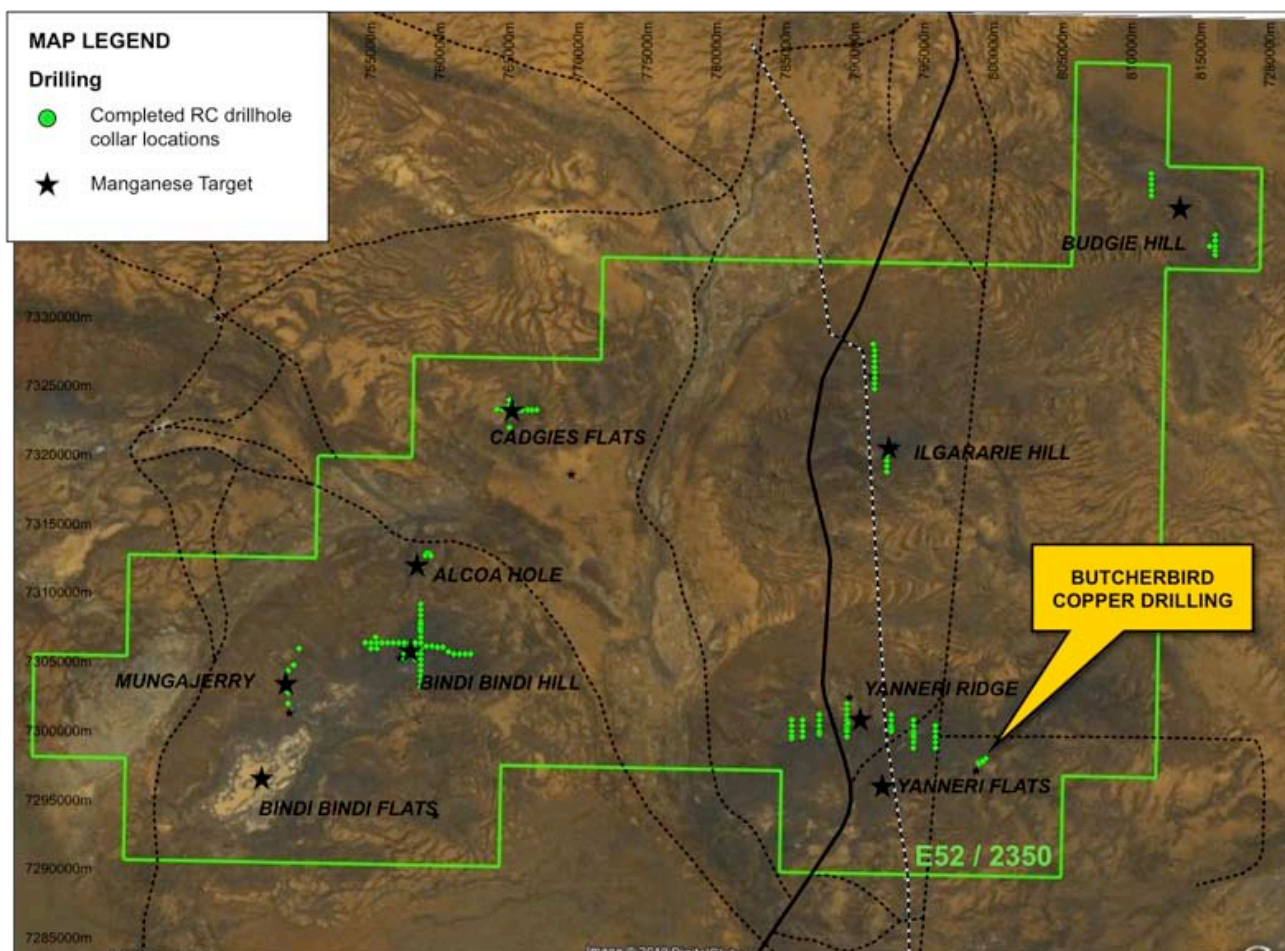 MAP LEGEND
Drilling
Completed RC drillhole
collar locations
Manganese Target
755000m
760000m
765000m
770000m
775000m
780000m
785000m
790000m
795000m
800000m
805000m
810000m
815000m
BUDGIE HILL
7330000m
7325000m
CADGIES FLATS
7320000m
ILGARARIE HILL
7315000m
ALCOA HOLE
7310000m
BUTCHERBIRD
COPPER DRILLING
7305000m
MUNGAJERRY
BINDI BINDI HILL
YANNERI RIDGE
7300000m
7295000m
BINDI BINDI FLATS
YANNERI FLATS
7290000m
E52 / 2350
7285000m